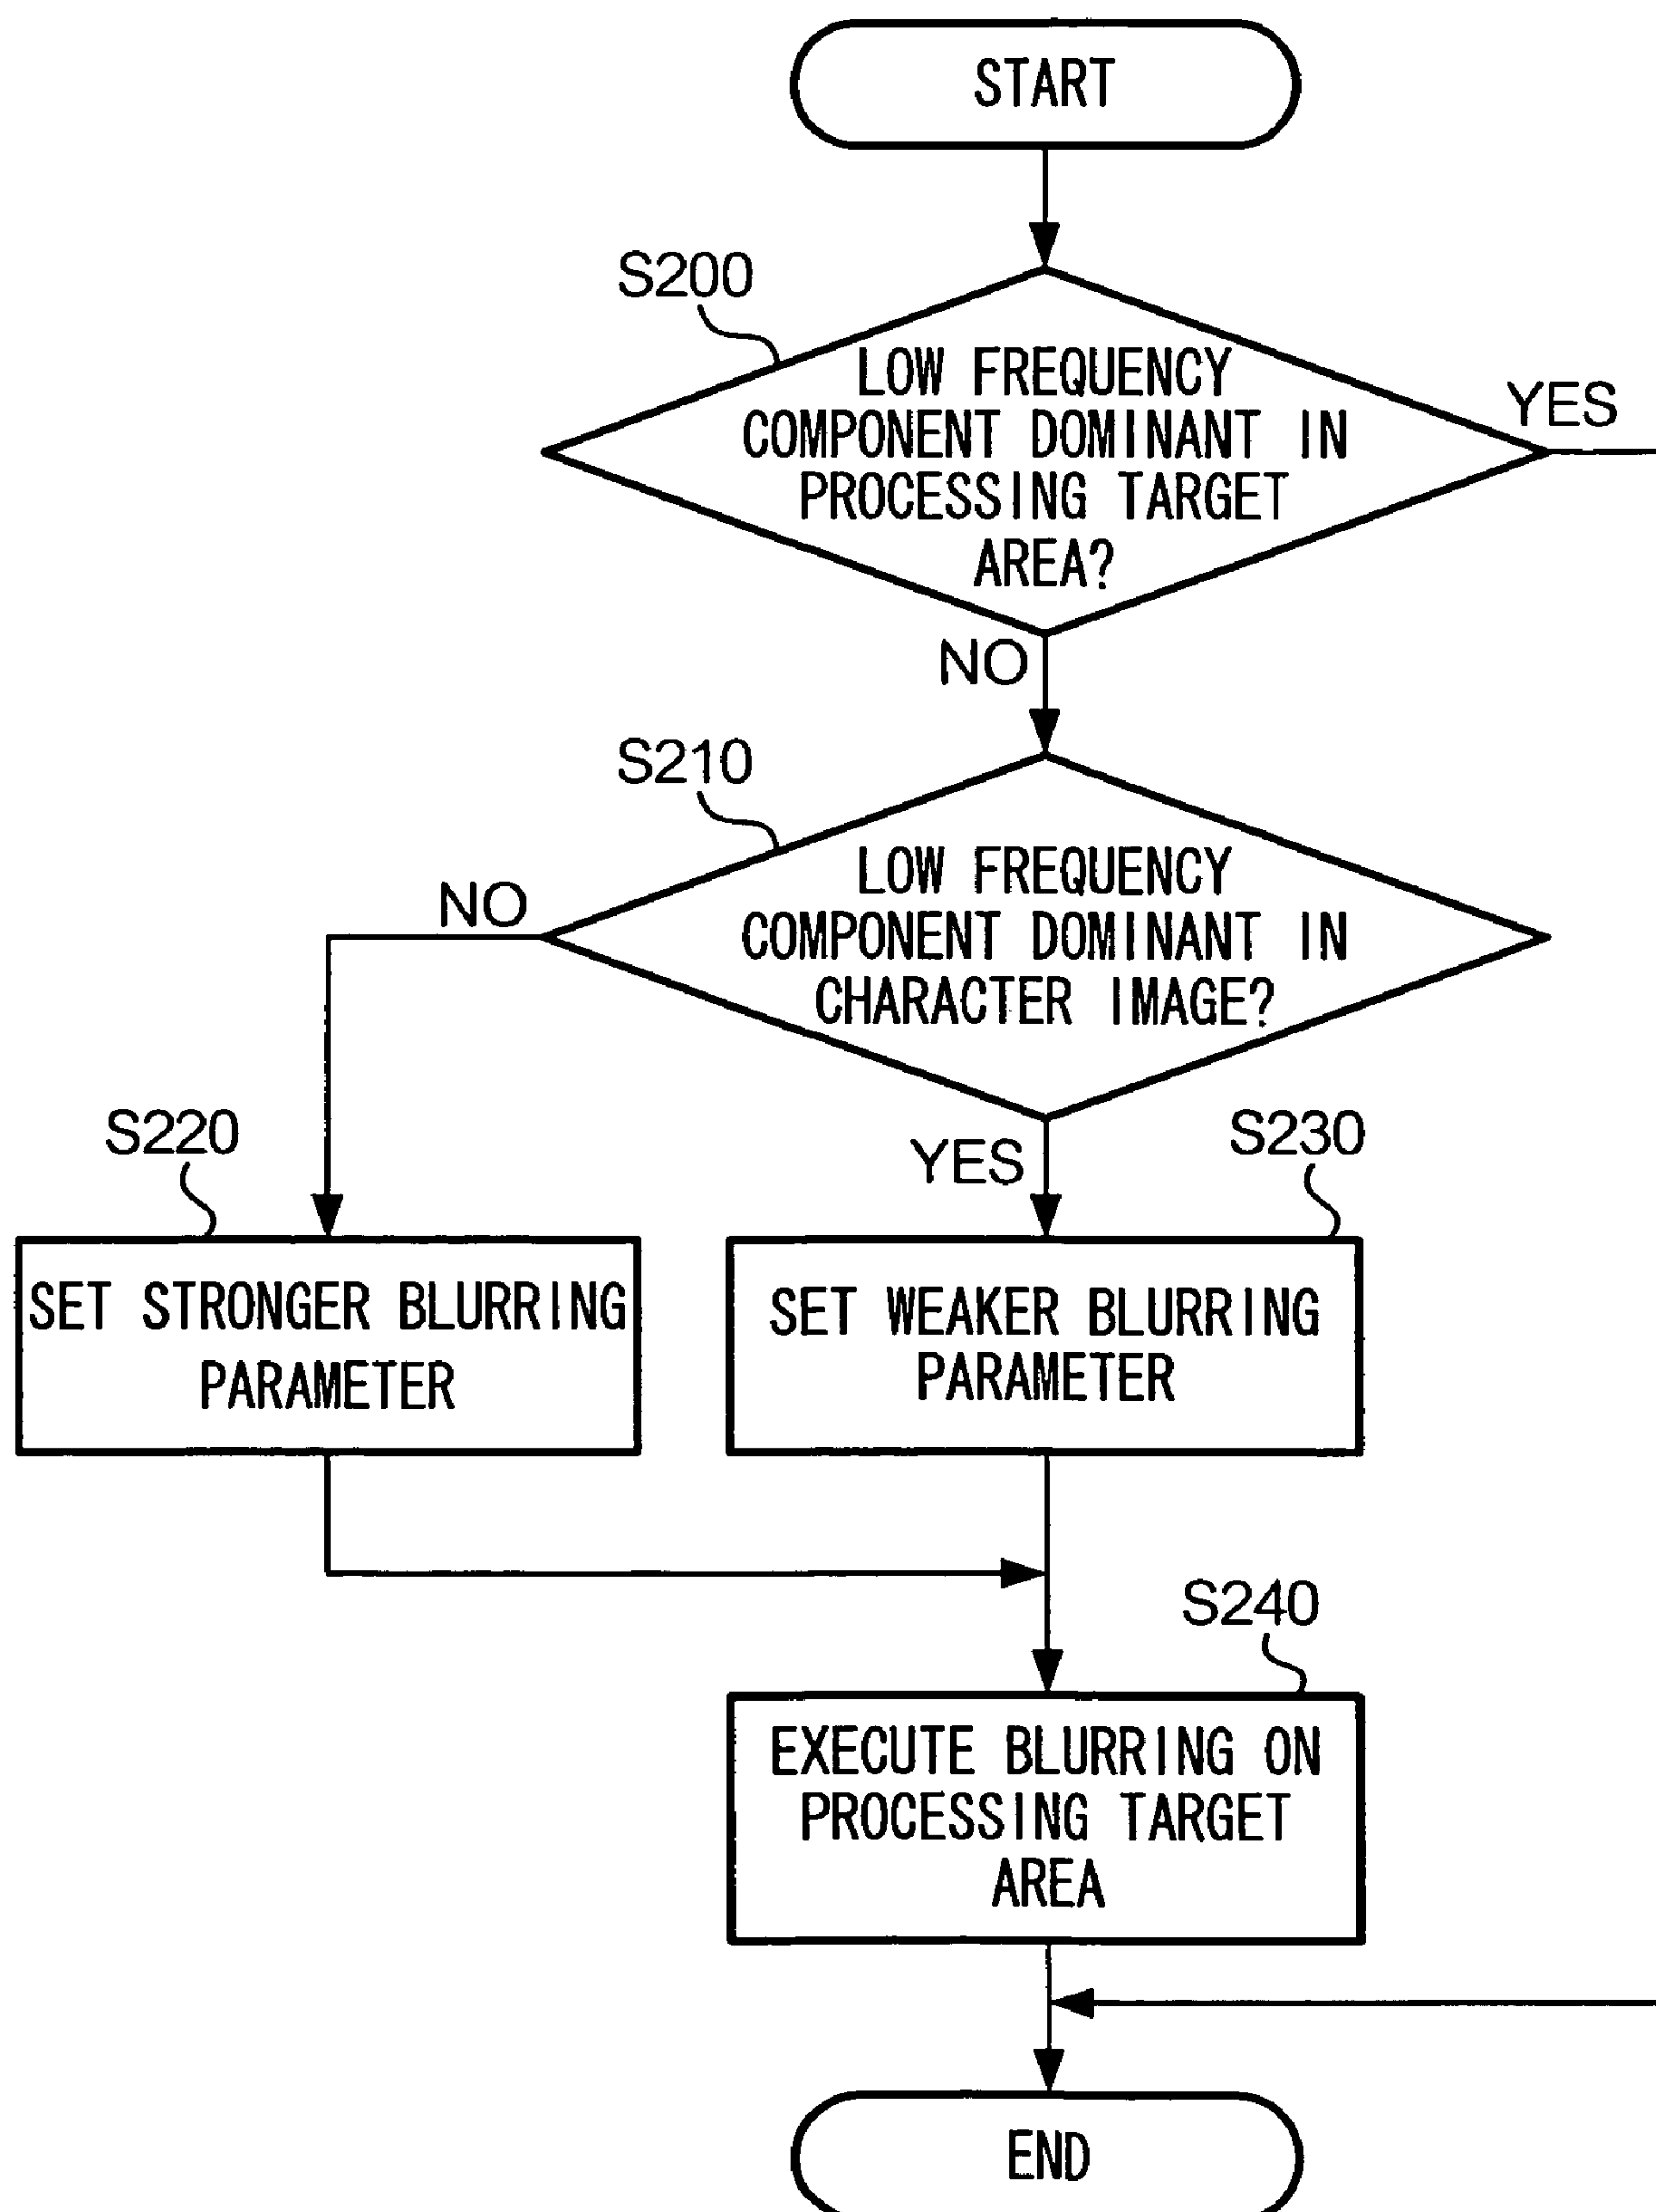 START
S200
LOW FREQUENCY
COMPONENT DOMINANT IN
PROCESSING TARGET
AREA?
YES
NO
S210
LOW FREQUENCY
COMPONENT DOMINANT IN
CHARACTER IMAGE?
NO
YES
S220
SET STRONGER BLURRING
PARAMETER
S230
SET WEAKER BLURRING
PARAMETER
S240
EXECUTE BLURRING ON
PROCESSING TARGET
AREA
END